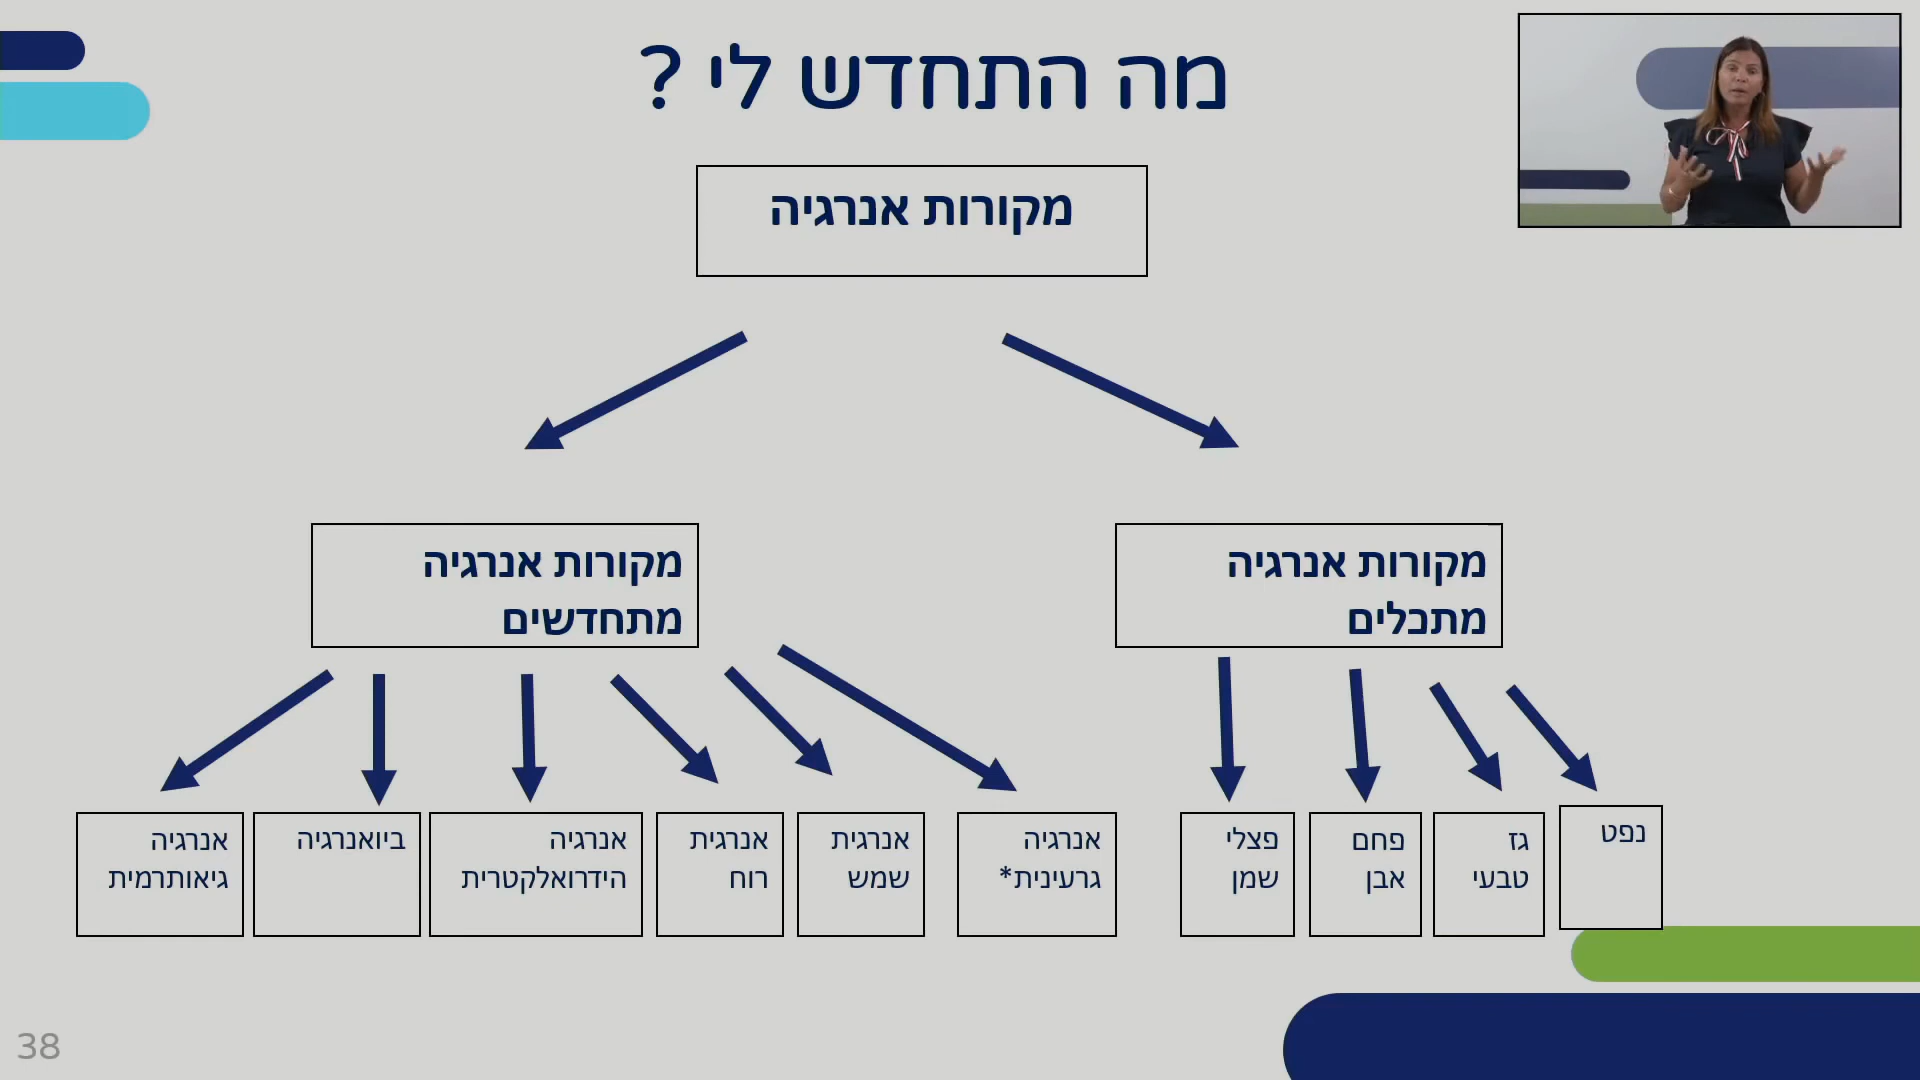 מה התחדש לי ?
מקורות אנרגיה
מקורות אנרגיה
מתכלים
מקורות אנרגיה
מתחדשים
נפט
גז
טבעי
פחם
אבן
פצלי
שמן
אנרגיה
גרעינית*
אנרגית
שמש
אנרגית
רוח
אנרגיה
הידרואלקטרית
ביואנרגיה
אנרגיה
גיאותרמית
38